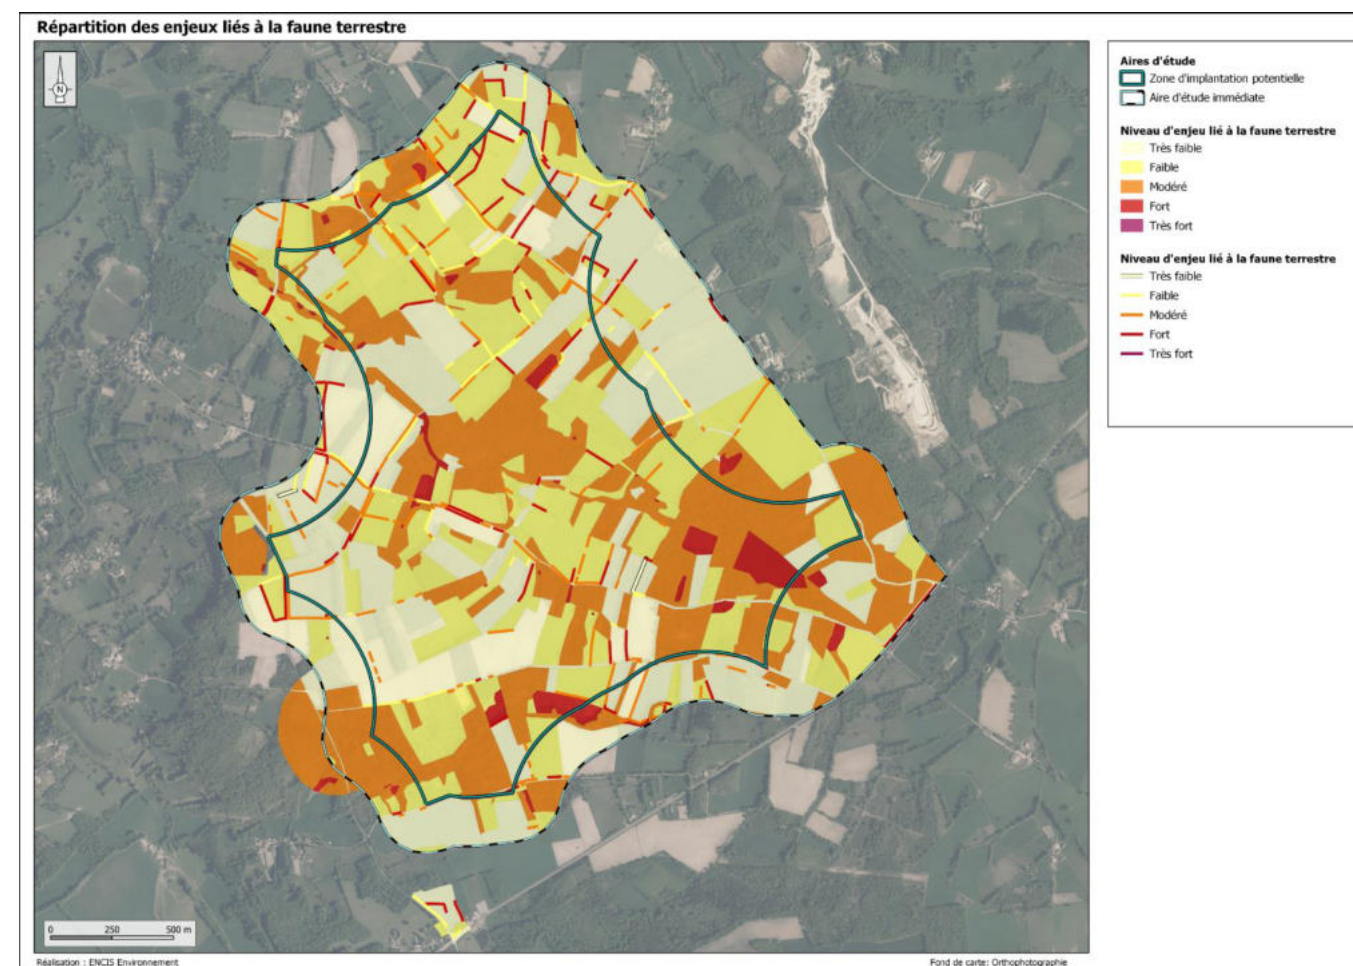 Répartition des enjeux liés à la faune terrestre
N
Aires d'étude
Zone d'implantation potentielle
Aire d'étude immédiate
Niveau d'enjeu lié à la faune terrestre
Très faible
Faible
Modéré
Fort
Très fort
Niveau d'enjeu lié à la faune terrestre
Très faible
Faible
Modéré
Fort
Très fort
0 250 500 m
Réalisation : ENCIS Environnement
Fond de carte: Orthophotographie